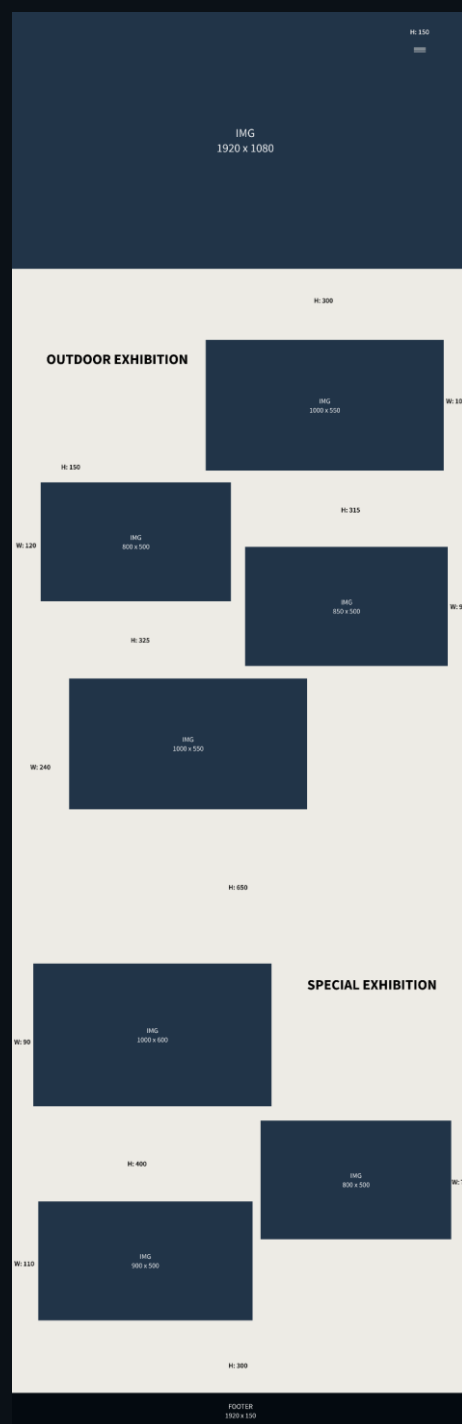 H: 150
IMG
1920 x 1080
H: 300
OUTDOOR EXHIBITION
IMG
1000 x 550
H: 150
IMG
800 x 500
W: 120
H: 315
IMG
850 x 500
H: 325
IMG
1000 x 550
W: 240
H: 650
SPECIAL EXHIBITION
IMG
1000 x 600
W: 90
H: 400
IMG
800 x 500
IMG
900 x 500
W: 110
H: 300
FOOTER
1920 x 150